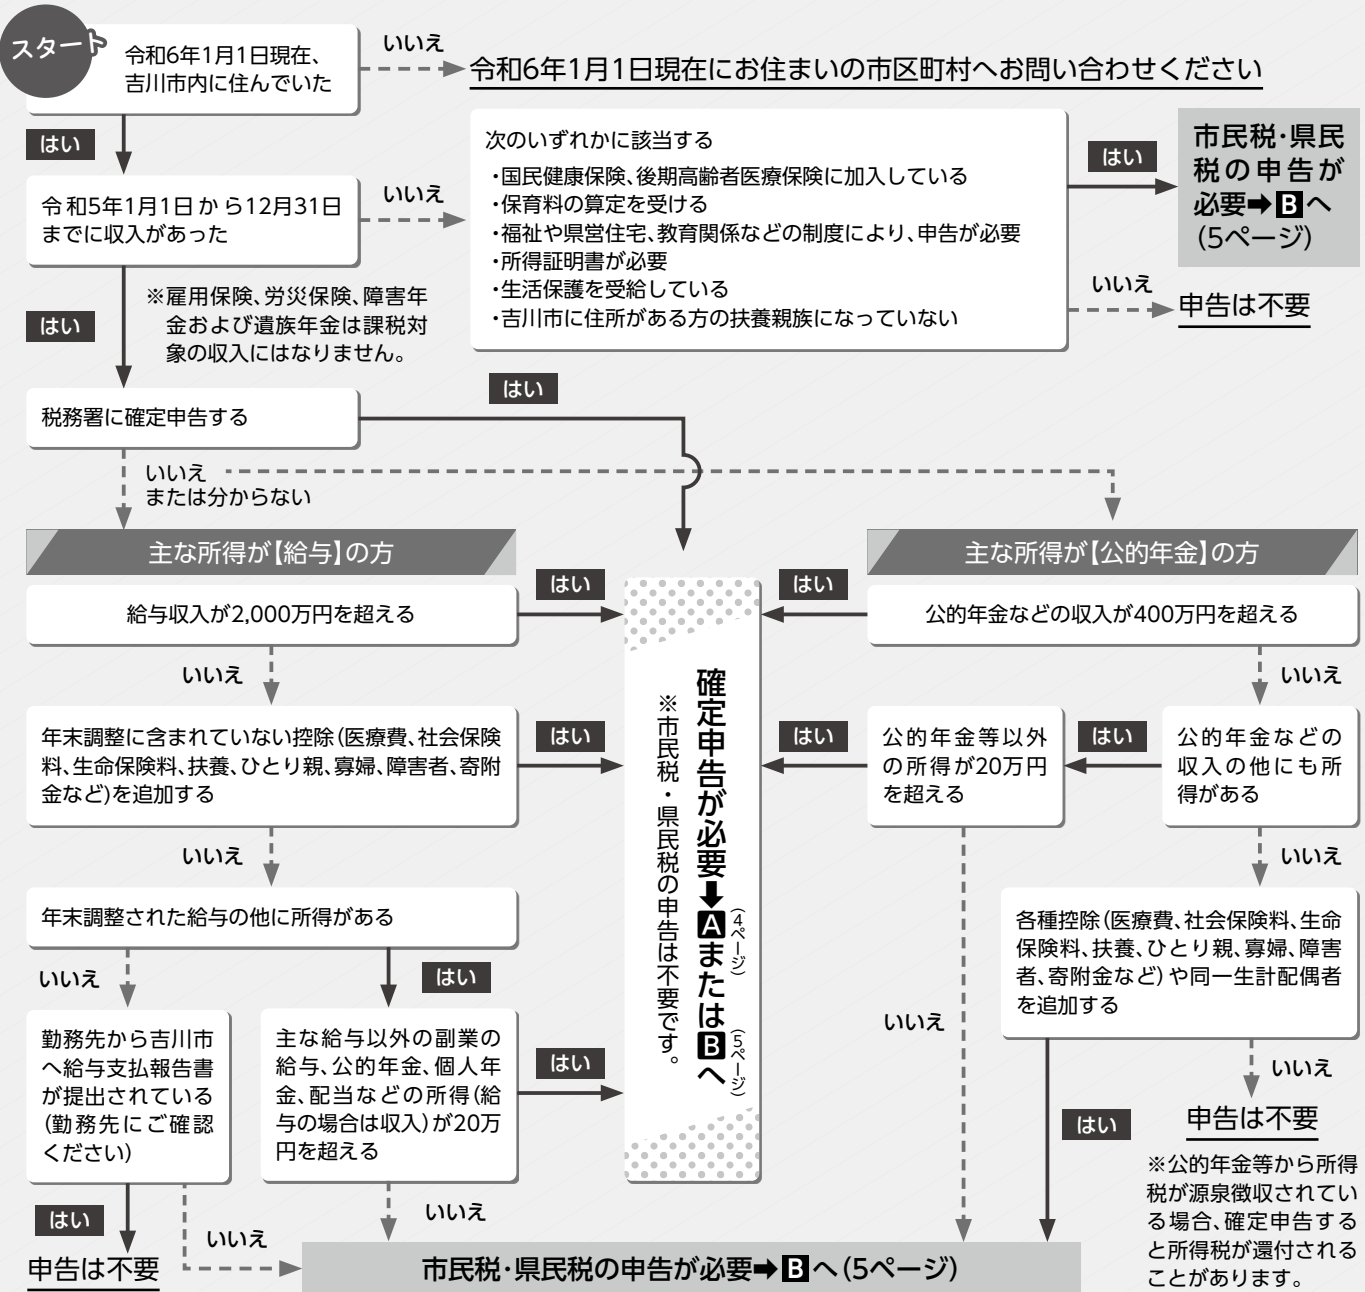 スタート
令和6年1月1日現在、
吉川市内に住んでいた
いいえ
令和6年1月1日現在にお住まいの市区町村へお問い合わせください
はい
令和5年1月1日から12月31日
までに収入があった
いいえ
次のいずれかに該当する
・国民健康保険、後期高齢者医療保険に加入している
・保育料の算定を受ける
・福祉や県営住宅、教育関係などの制度により、申告が必要
・所得証明書が必要
・生活保護を受給している
・吉川市に住所がある方の扶養親族になっていない
はい
市民税・県民
税の申告が
必要➡Bへ
(5ページ)
いいえ
申告は不要
はい
※雇用保険、労災保険、障害年
金および遺族年金は課税対
象の収入にはなりません。
税務署に確定申告する
はい
いいえ
または分からない
主な所得が【給与】の方
給与収入が2,000万円を超える
はい
いいえ
年末調整に含まれていない控除(医療費、社会保険
料、生命保険料、扶養、ひとり親、寡婦、障害者、寄附
金など)を追加する
はい
いいえ
年末調整された給与の他に所得がある
いいえ
はい
勤務先から吉川市
へ給与支払報告書
が提出されている
(勤務先にご確認
ください)
主な給与以外の副業の
給与、公的年金、個人年
金、配当などの所得(給
与の場合は収入)が20万
円を超える
はい
はい
申告は不要
いいえ
いいえ
確定申告が必要➡A(4ページ)またはB(5ページ)へ
※市民税・県民税の申告は不要です。
主な所得が【公的年金】の方
公的年金などの収入が400万円を超える
はい
いいえ
公的年金などの
収入の他にも所
得がある
はい
公的年金等以外
の所得が20万円
を超える
はい
いいえ
いいえ
各種控除(医療費、社会保険料、生命
保険料、扶養、ひとり親、寡婦、障害
者、寄附金など)や同一生計配偶者
を追加する
はい
いいえ
申告は不要
※公的年金等から所得
税が源泉徴収されてい
る場合、確定申告する
と所得税が還付される
ことがあります。
市民税・県民税の申告が必要➡Bへ(5ページ)